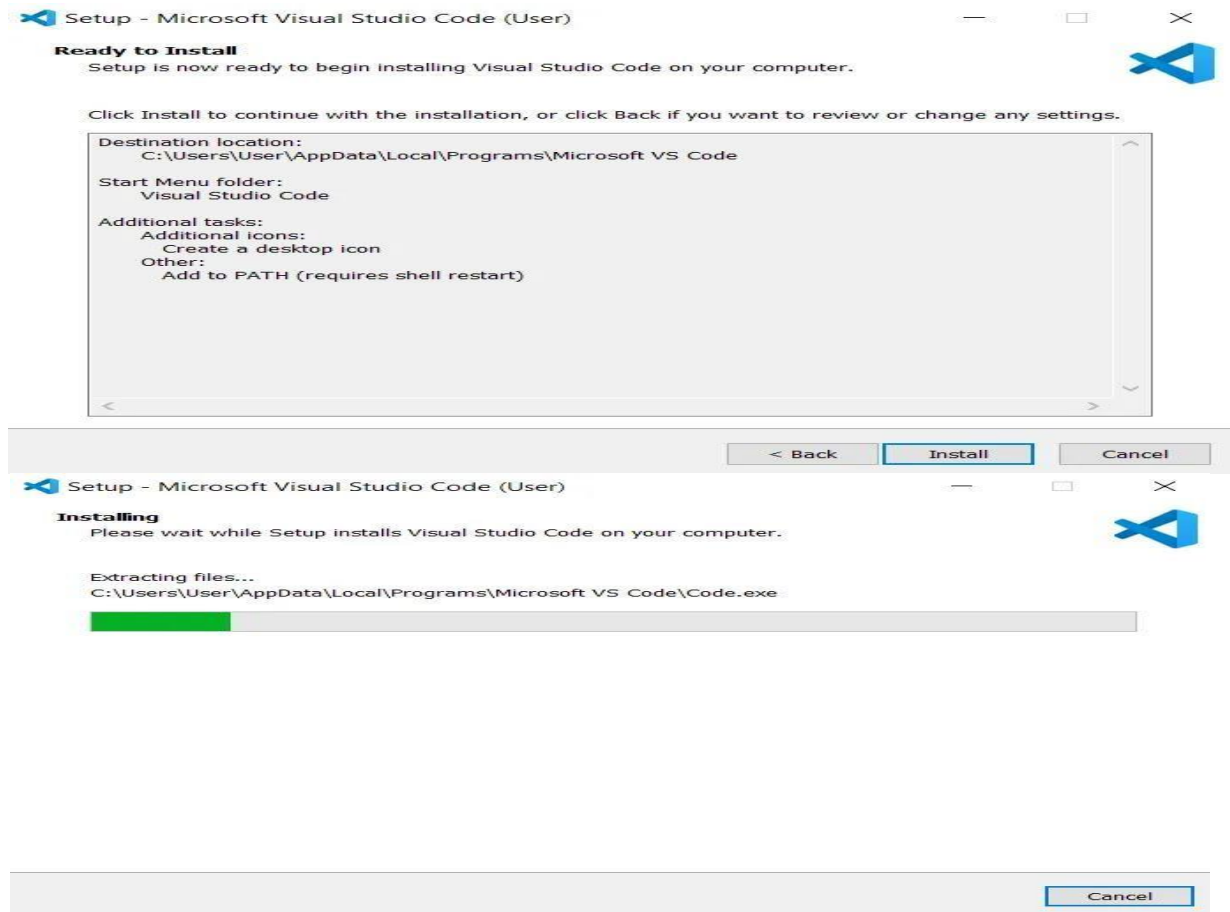 Setup - Microsoft Visual Studio Code (User)
Ready to Install
Setup is now ready to begin installing Visual Studio Code on your computer.
Click Install to continue with the installation, or click Back if you want to review or change any settings.
Destination location:
C:\Users\User\AppData\Local\Programs\Microsoft VS Code
Start Menu folder:
Visual Studio Code
Additional tasks:
Additional icons:
Create a desktop icon
Other:
Add to PATH (requires shell restart)
< Back Install Cancel
Setup - Microsoft Visual Studio Code (User)
Installing
Please wait while Setup installs Visual Studio Code on your computer.
Extracting files...
C:\Users\User\AppData\Local\Programs\Microsoft VS Code\Code.exe
Cancel